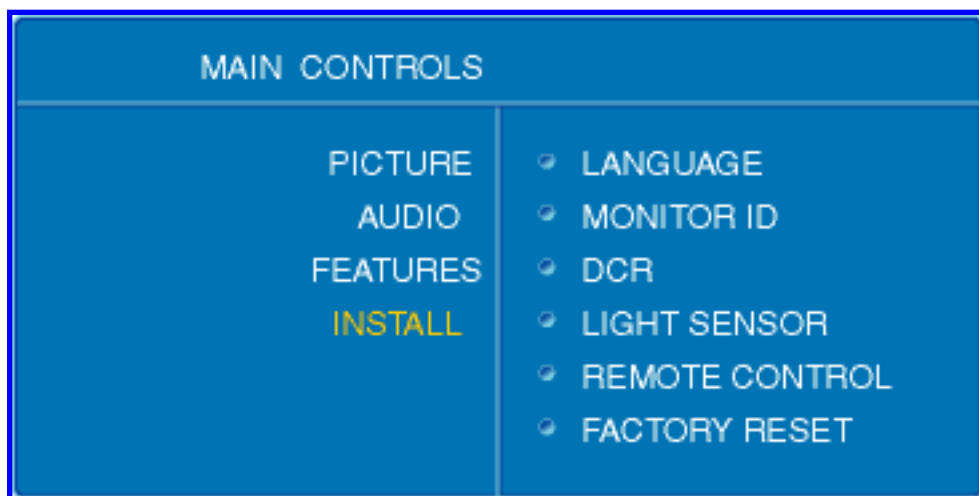 MAIN CONTROLS
PICTURE
AUDIO
FEATURES
INSTALL
LANGUAGE
MONITOR ID
DCR
LIGHT SENSOR
REMOTE CONTROL
FACTORY RESET